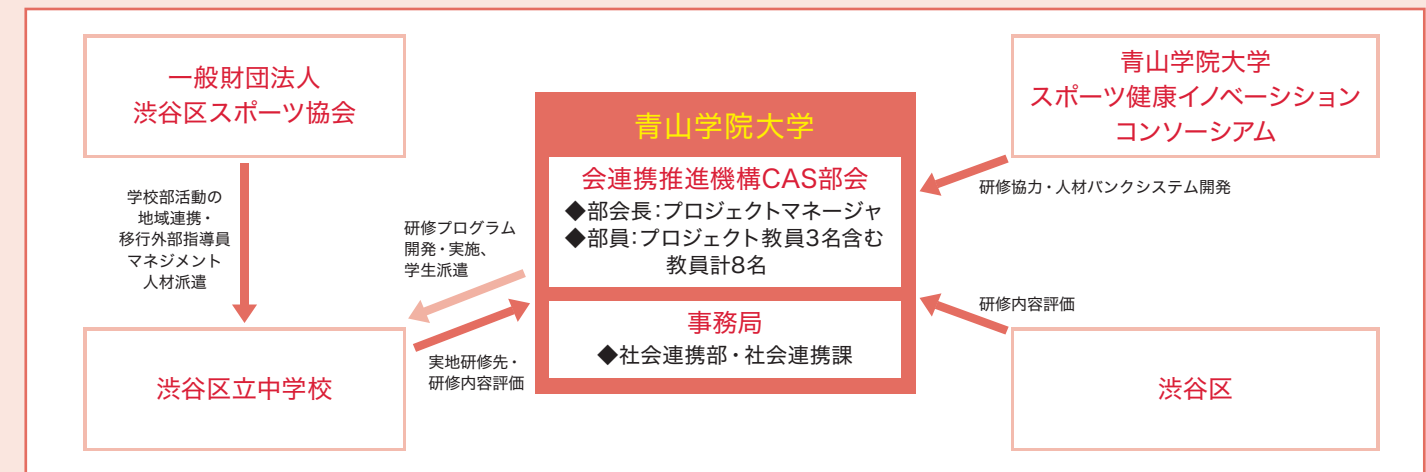 一般財団法人
渋谷区スポーツ協会
学校部活動の
地域連携・
移行外部指導員
マネジメント
人材派遣
渋谷区立中学校
研修プログラム
開発・実施、
学生派遣
実地研修先・
研修内容評価
青山学院大学
会連携推進機構CAS部会
◆部会長：プロジェクトマネージャ
◆部員：プロジェクト教員3名含む
教員計8名
事務局
◆社会連携部・社会連携課
青山学院大学
スポーツ健康イノベーシション
コンソーシアム
研修協力・人材バンクシステム開発
研修内容評価
渋谷区